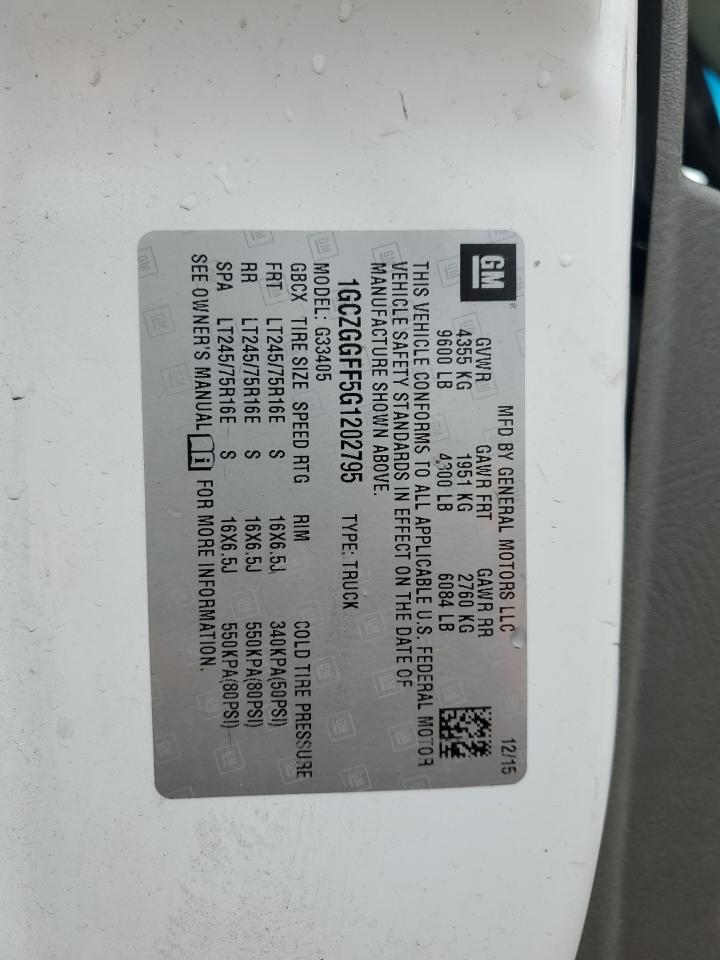 GM
MFD BY GENERAL MOTORS LLC 12/15
GVWR GAWR FRT GAWR RR
4355 KG 1951 KG 2760 KG
9600 LB 4300 LB 6084 LB
THIS VEHICLE CONFORMS TO ALL APPLICABLE U.S. FEDERAL MOTOR
VEHICLE SAFETY STANDARDS IN EFFECT ON THE DATE OF
MANUFACTURE SHOWN ABOVE.
1GCZGGFF5G1202795 TYPE: TRUCK
MODEL: G33405
GBCX TIRE SIZE SPEED RTG RIM COLD TIRE PRESSURE
FRT LT245/75R16E S 16X6.5J 340KPA(50PSI)
RR LT245/75R16E S 16X6.5J 550KPA(80PSI)
SPA LT245/75R16E S 16X6.5J 550KPA(80PSI)
SEE OWNER'S MANUAL i FOR MORE INFORMATION.